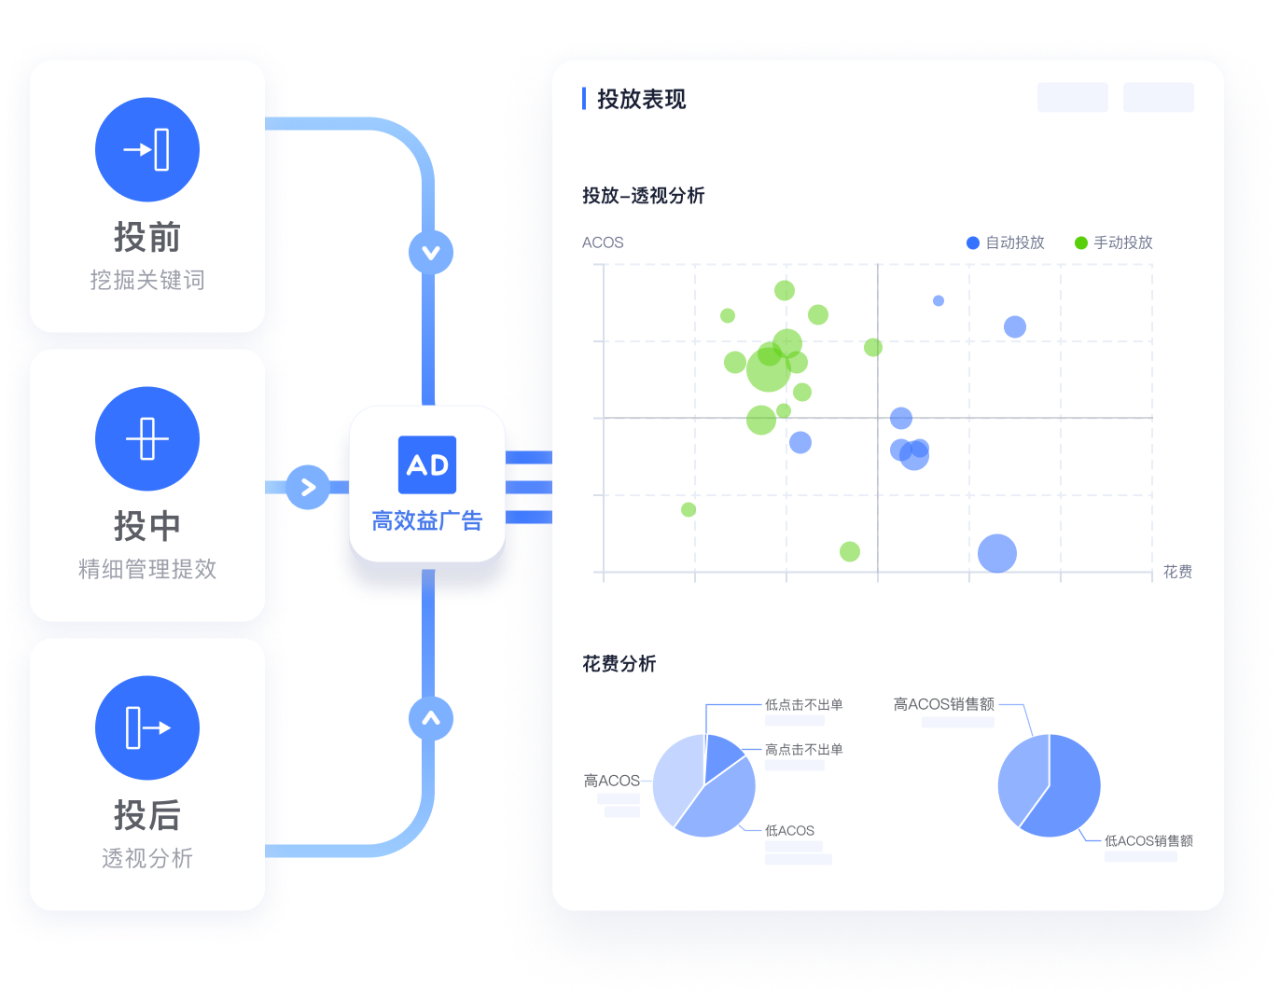 投前
挖掘关键词
投中
精细管理提效
投后
透视分析
AD
高效益广告
投放表现
投放-透视分析
ACOS
自动投放
手动投放
花费
花费分析
低点击不出单
高点击不出单
高ACOS
低ACOS
高ACOS销售额
低ACOS销售额